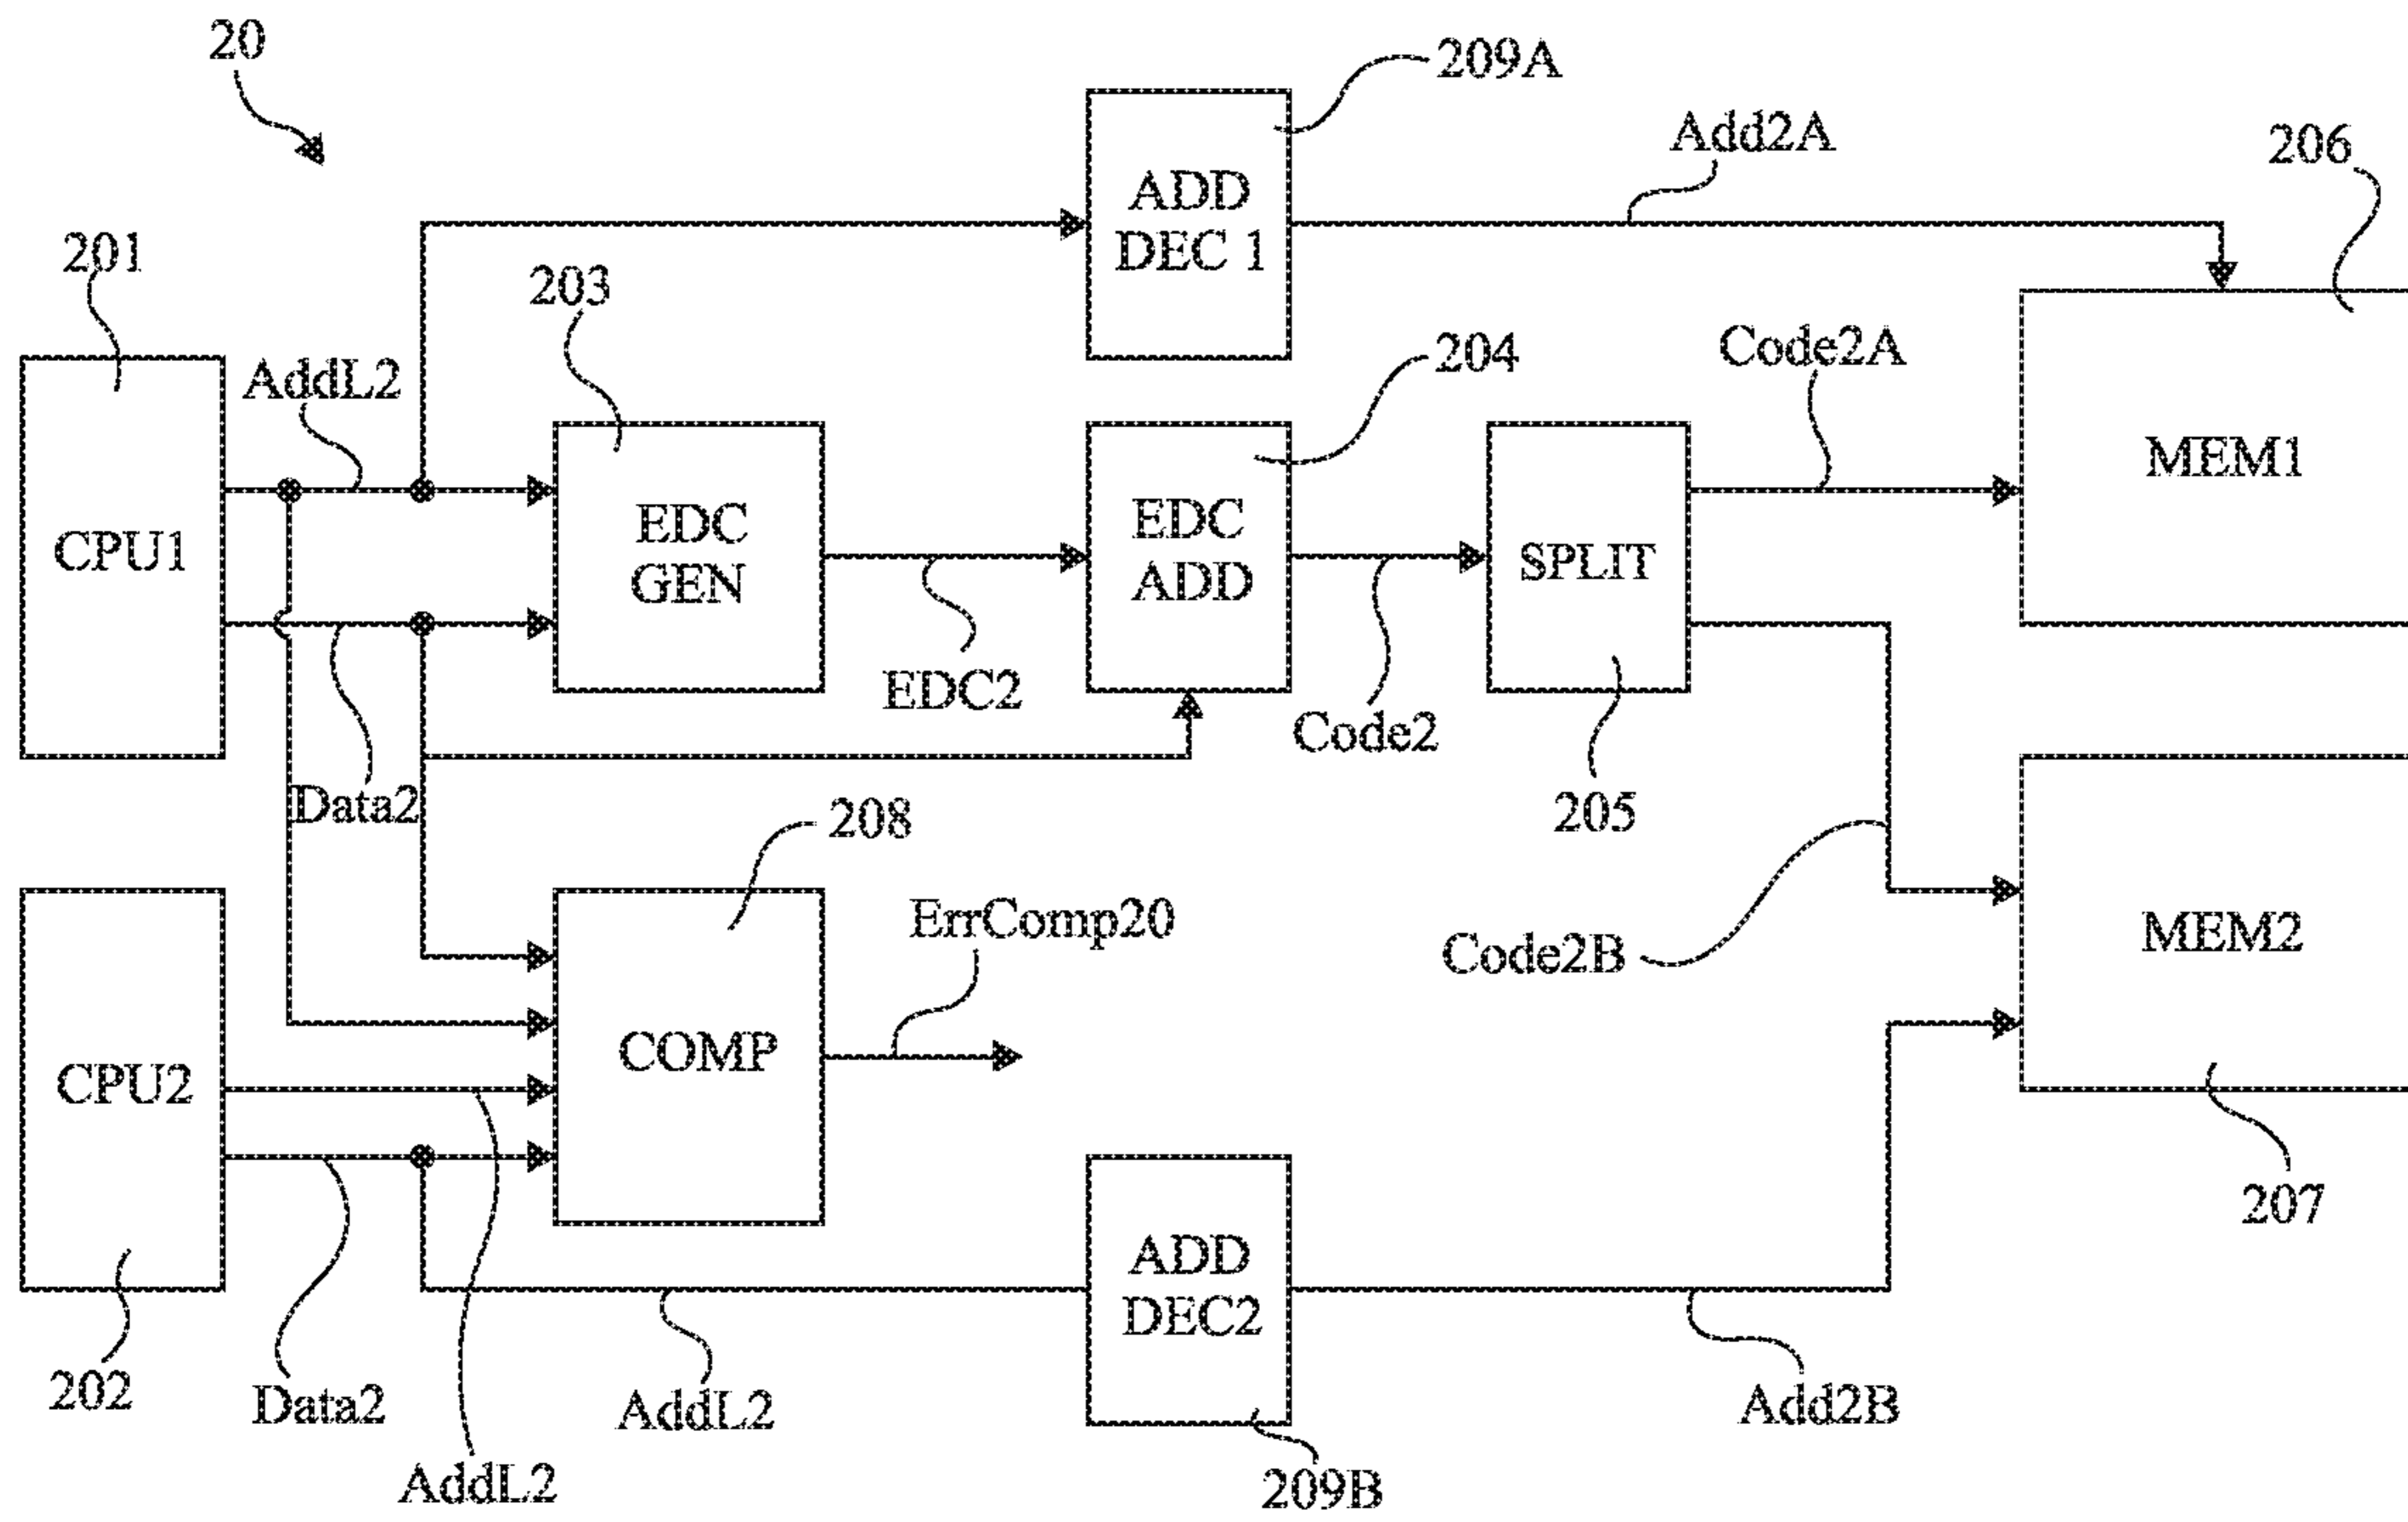 20
209A
Add2A
206
ADD
DEC 1
201
203
AddL2
204
Code2A
CPU1
EDC
GEN
EDC
ADD
SPLIT
MEM1
EDC2
Code2
Data2
205
208
ErrComp20
Code2B
MEM2
CPU2
COMP
207
ADD
DEC2
202
Data2
AddL2
Add2B
AddL2
209B